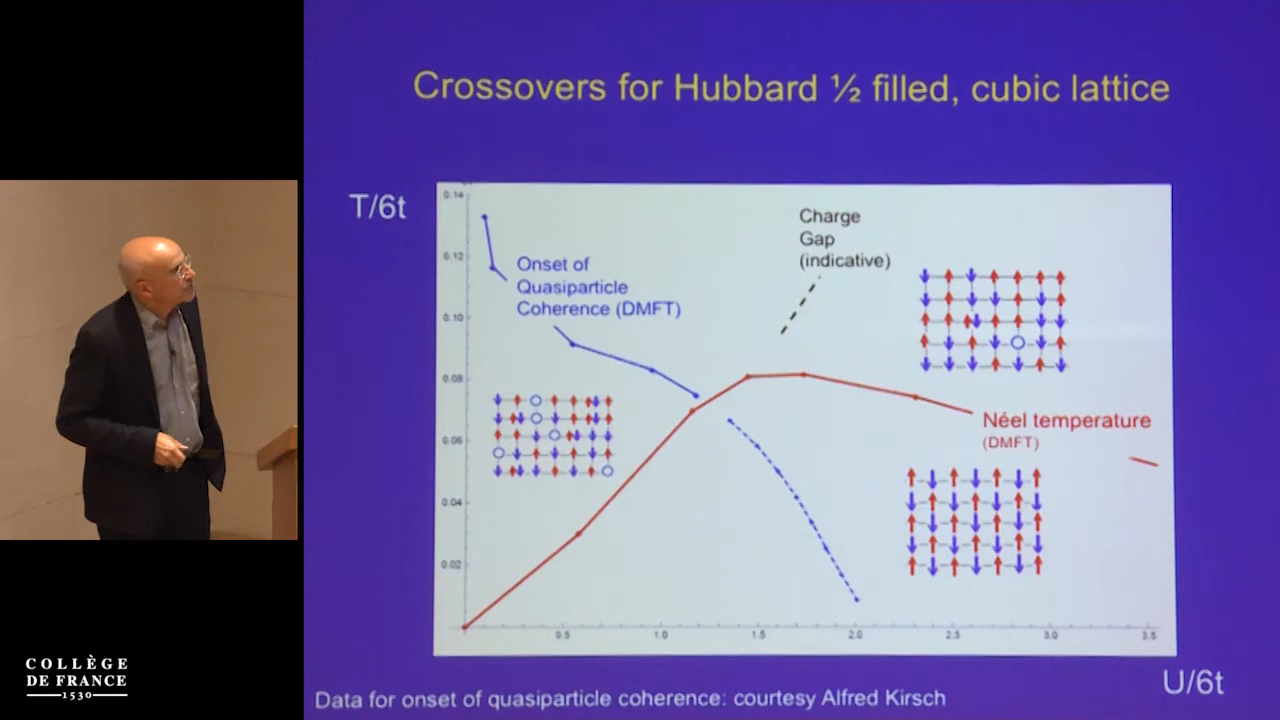 Crossovers for Hubbard ½ filled, cubic lattice
T/6t
0.14
0.12
0.10
0.08
0.06
0.04
0.02
Charge
Gap
(indicative)
Onset of
Quasiparticle
Coherence (DMFT)
Néel temperature
(DMFT)
0.5
1.0
1.5
2.0
2.5
3.0
3.5
U/6t
Data for onset of quasiparticle coherence: courtesy Alfred Kirsch
COLLÈGE
DE FRANCE
1530